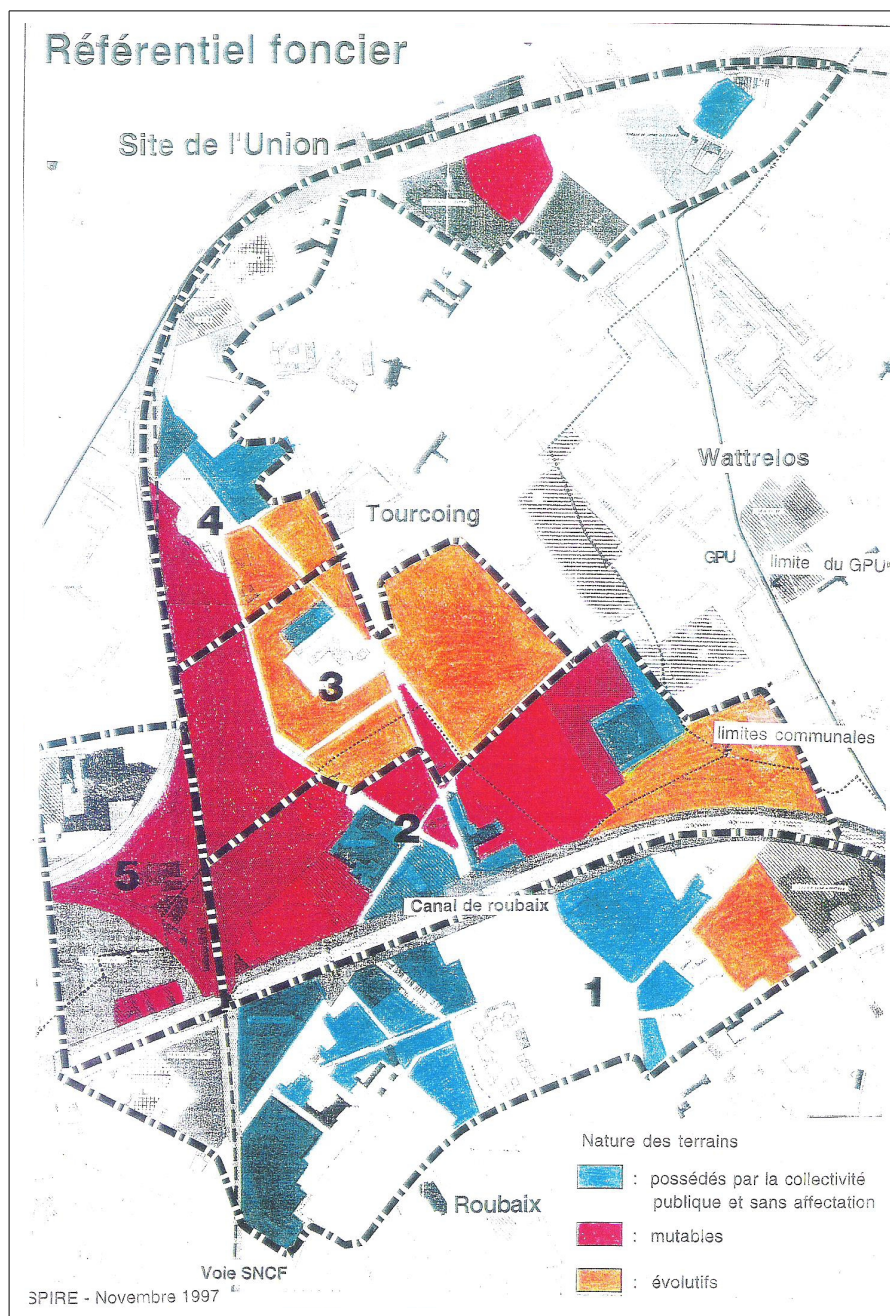 Référentiel foncier
Site de l'Union
Wattrelos
4
Tourcoing
GPU
limite du GPU
3
limites communales
2
5
Canal de roubaix
1
Nature des terrains
: possédés par la collectivité
publique et sans affectation
Roubaix
: mutables
Voie SNCF
: évolutifs
SPIRE - Novembre 1997